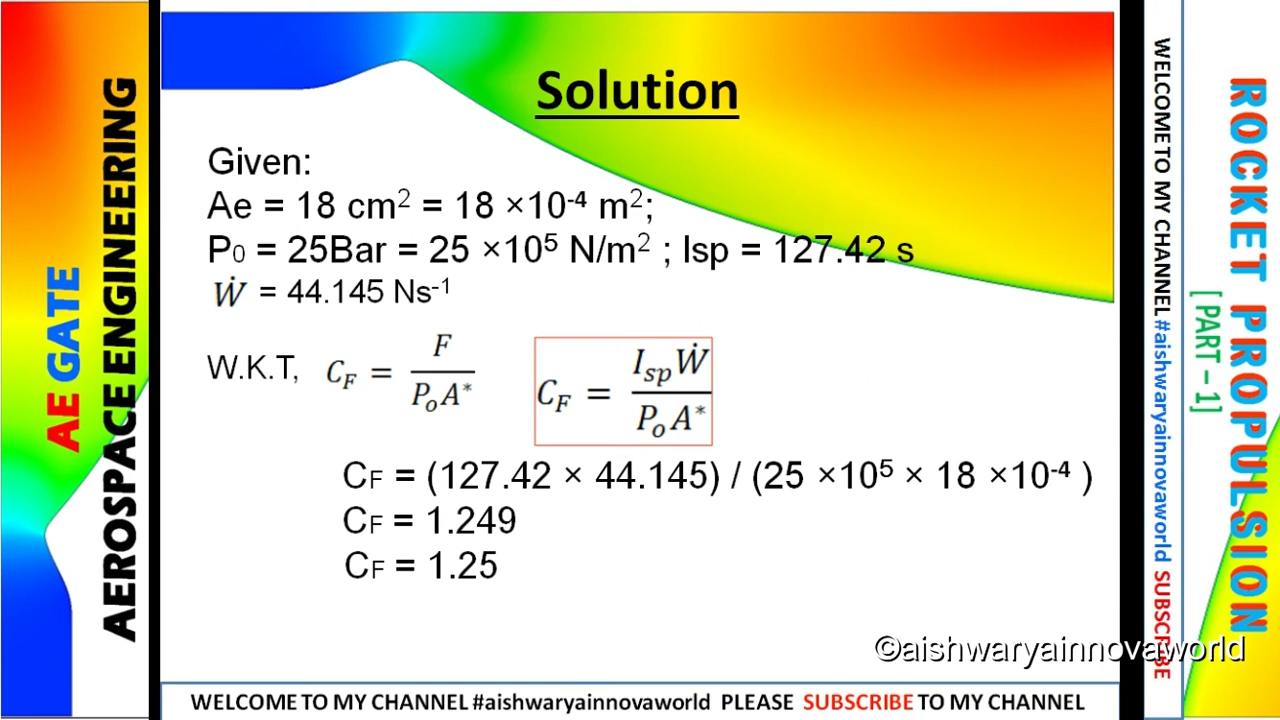 AE GATE
AEROSPACE ENGINEERING
Solution
Given:
Ae = 18 cm² = 18 ×10⁻⁴ m²;
P₀ = 25Bar = 25 ×10⁵ N/m² ; Isp = 127.42 s
Ẇ = 44.145 Ns⁻¹
W.K.T, C_F = F / (P_o A*) C_F = (I_sp Ẇ) / (P_o A*)
CF = (127.42 × 44.145) / (25 ×10⁵ × 18 ×10⁻⁴ )
CF = 1.249
CF = 1.25
©aishwaryainnovaworld
WELCOME TO MY CHANNEL #aishwaryainnovaworld PLEASE SUBSCRIBE TO MY CHANNEL
WELCOME TO MY CHANNEL #aishwaryainnovaworld SUBSCRIBE
ROCKET PROPULSION
[ PART – 1]